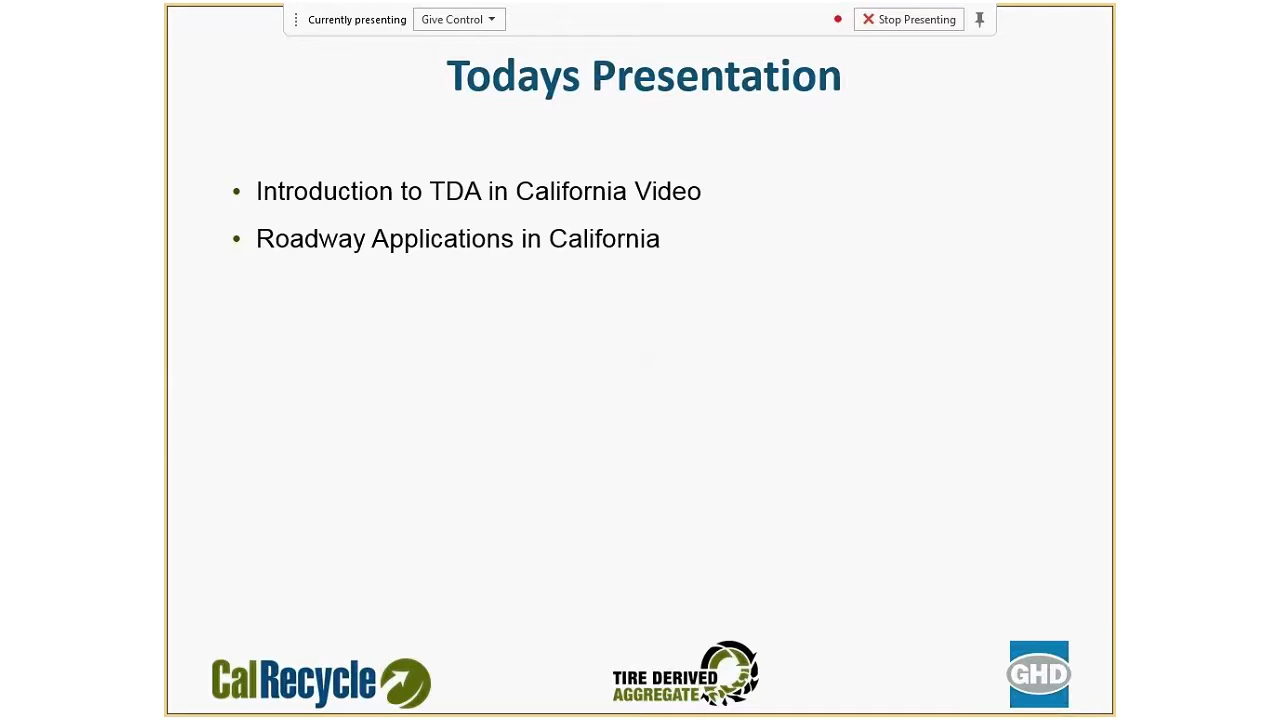 Currently presenting Give Control Stop Presenting
Todays Presentation
• Introduction to TDA in California Video
• Roadway Applications in California
CalRecycle
TIRE DERIVED
AGGREGATE
GHD